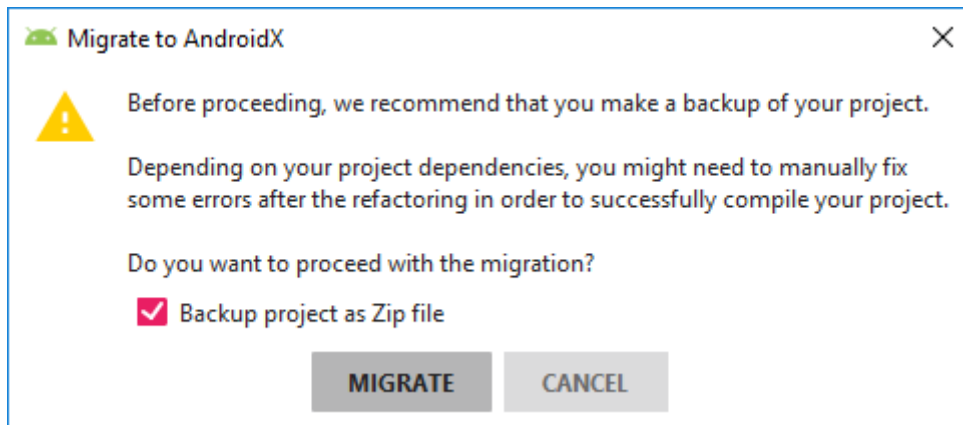 Migrate to AndroidX
Before proceeding, we recommend that you make a backup of your project.
Depending on your project dependencies, you might need to manually fix
some errors after the refactoring in order to successfully compile your project.
Do you want to proceed with the migration?
Backup project as Zip file
MIGRATE CANCEL